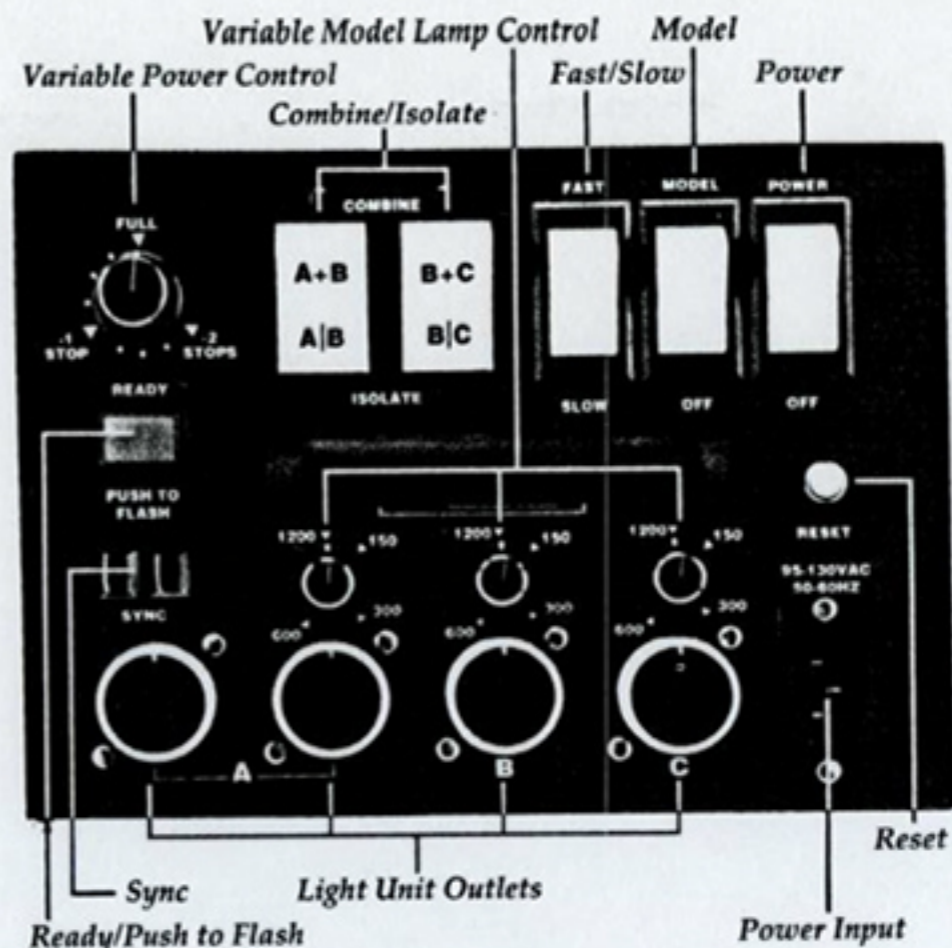 Variable Model Lamp Control Model
Variable Power Control Fast/Slow Power
Combine/Isolate
FAST MODEL POWER
COMBINE
FULL
A+B B+C
A|B B|C
-1 STOP -2 STOPS
READY
ISOLATE
SLOW OFF OFF
PUSH TO
FLASH
1200 150 1200 150 1200 150
RESET
95-130VAC
50-60HZ
SYNC
600 300 600 300 600 300
A B C
Reset
Sync Light Unit Outlets
Ready/Push to Flash Power Input